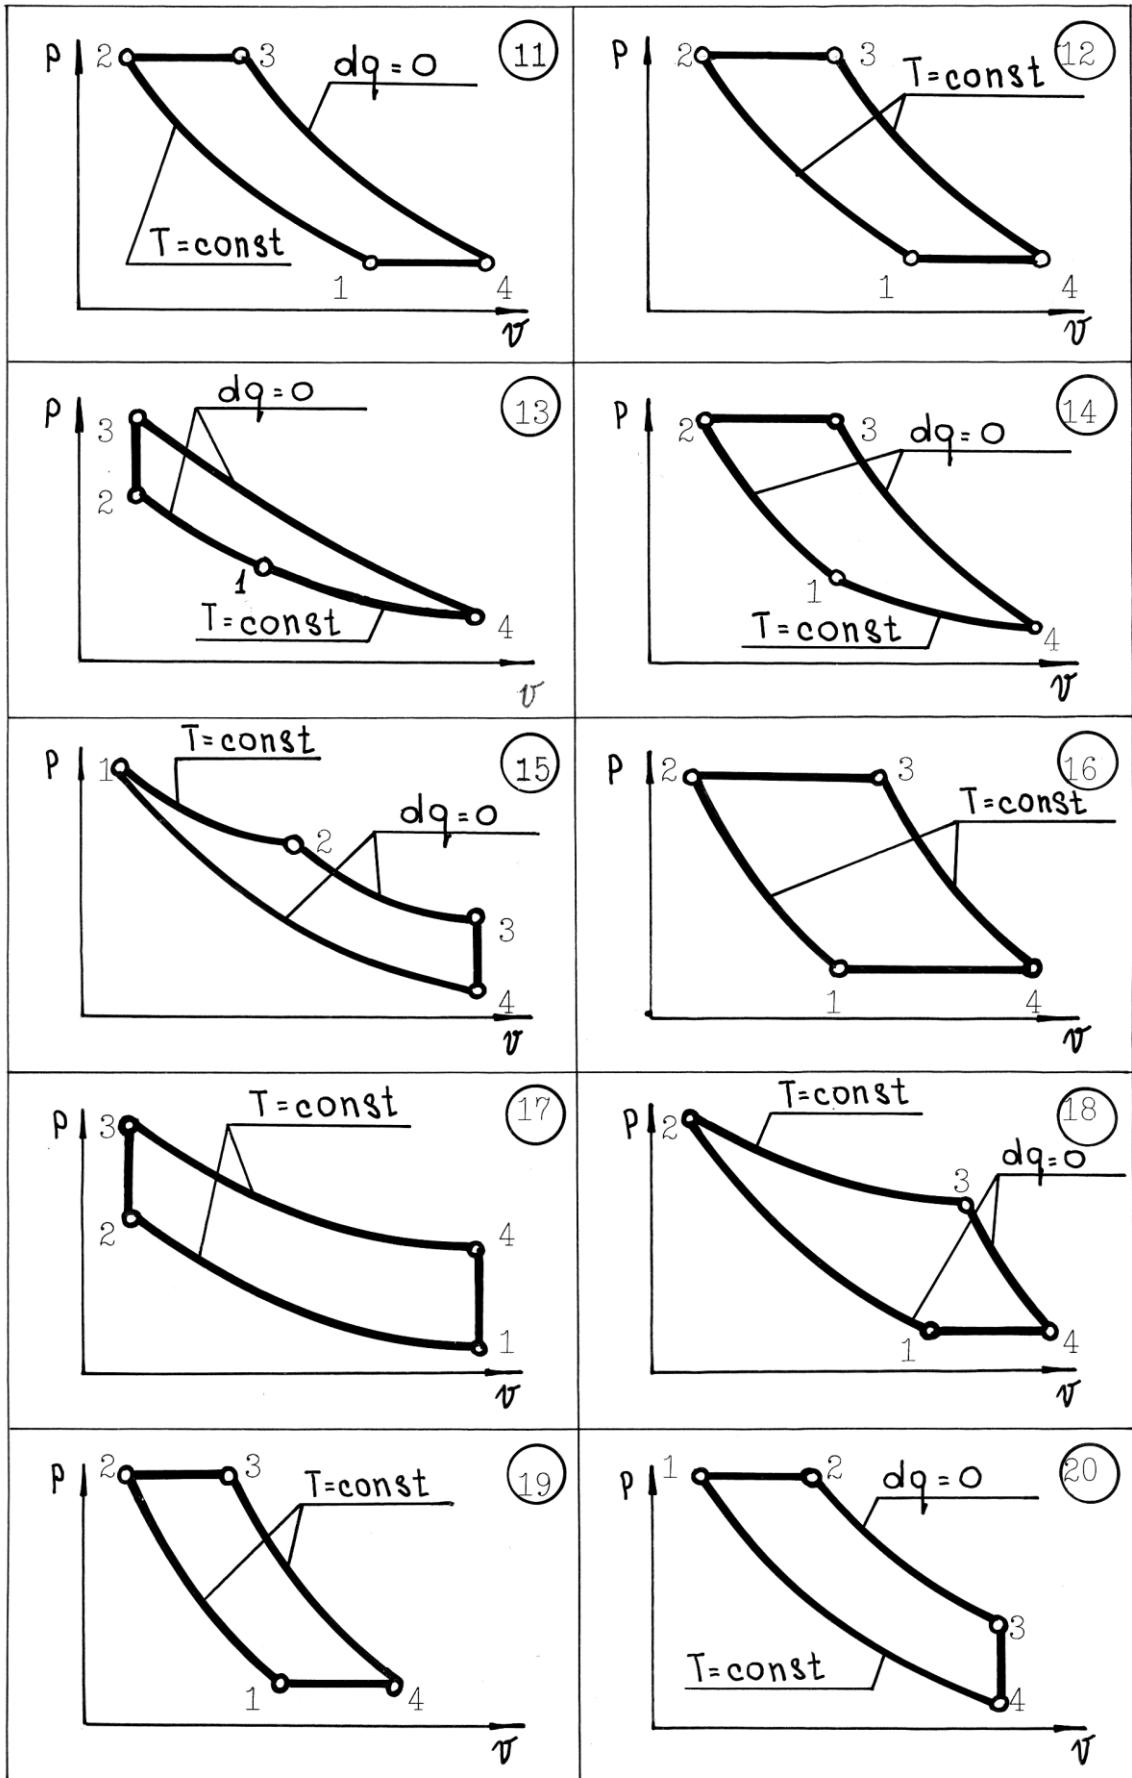 P 2 3 dq=0 11
T=const
1 4
v
P 2 3 T=const 12
1 4
v
P 3 dq=0 13
2
1
T=const 4
v
P 2 3 dq=0 14
1
T=const 4
v
P 1 T=const 15
2 dq=0
3
4
v
P 2 3 T=const 16
1 4
v
P 3 T=const 17
2 4
1
v
P 2 T=const 18
3 dq=0
1 4
v
P 2 3 T=const 19
1 4
v
P 1 2 dq=0 20
3
T=const 4
v